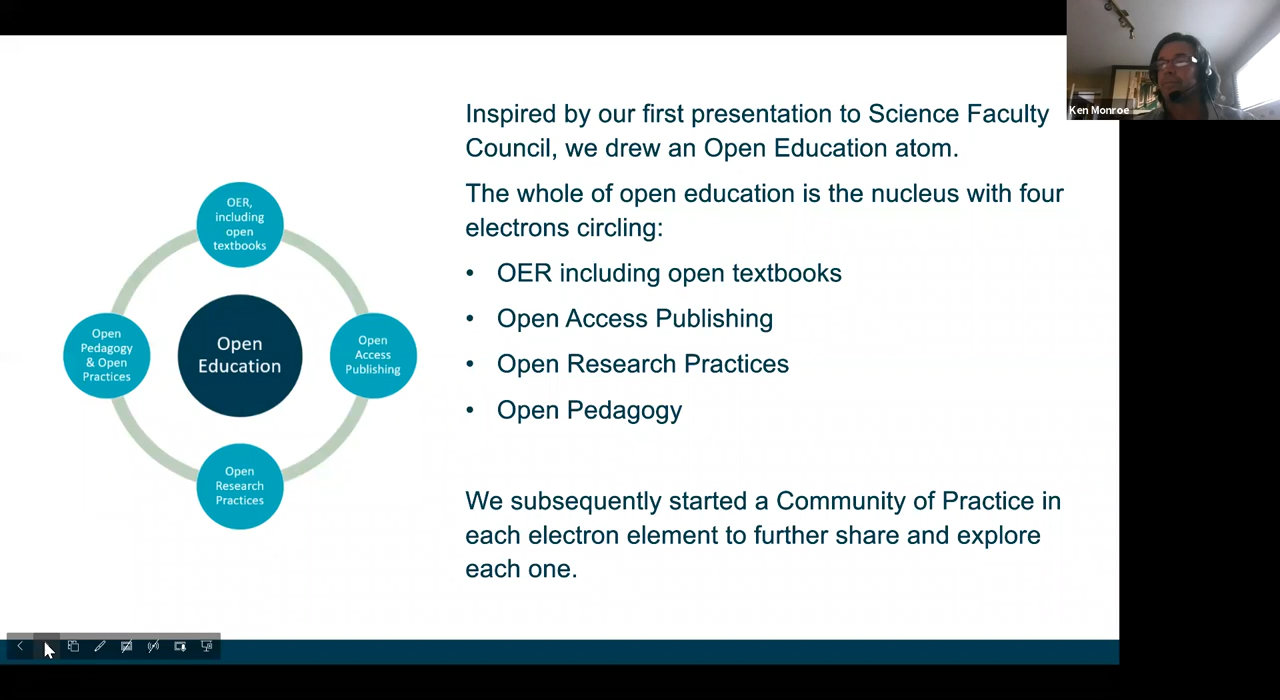 Ken Monroe
Inspired by our first presentation to Science Faculty
Council, we drew an Open Education atom.
The whole of open education is the nucleus with four
electrons circling:
• OER including open textbooks
• Open Access Publishing
• Open Research Practices
• Open Pedagogy
We subsequently started a Community of Practice in
each electron element to further share and explore
each one.
OER,
including
open
textbooks
Open
Pedagogy
& Open
Practices
Open
Education
Open
Access
Publishing
Open
Research
Practices